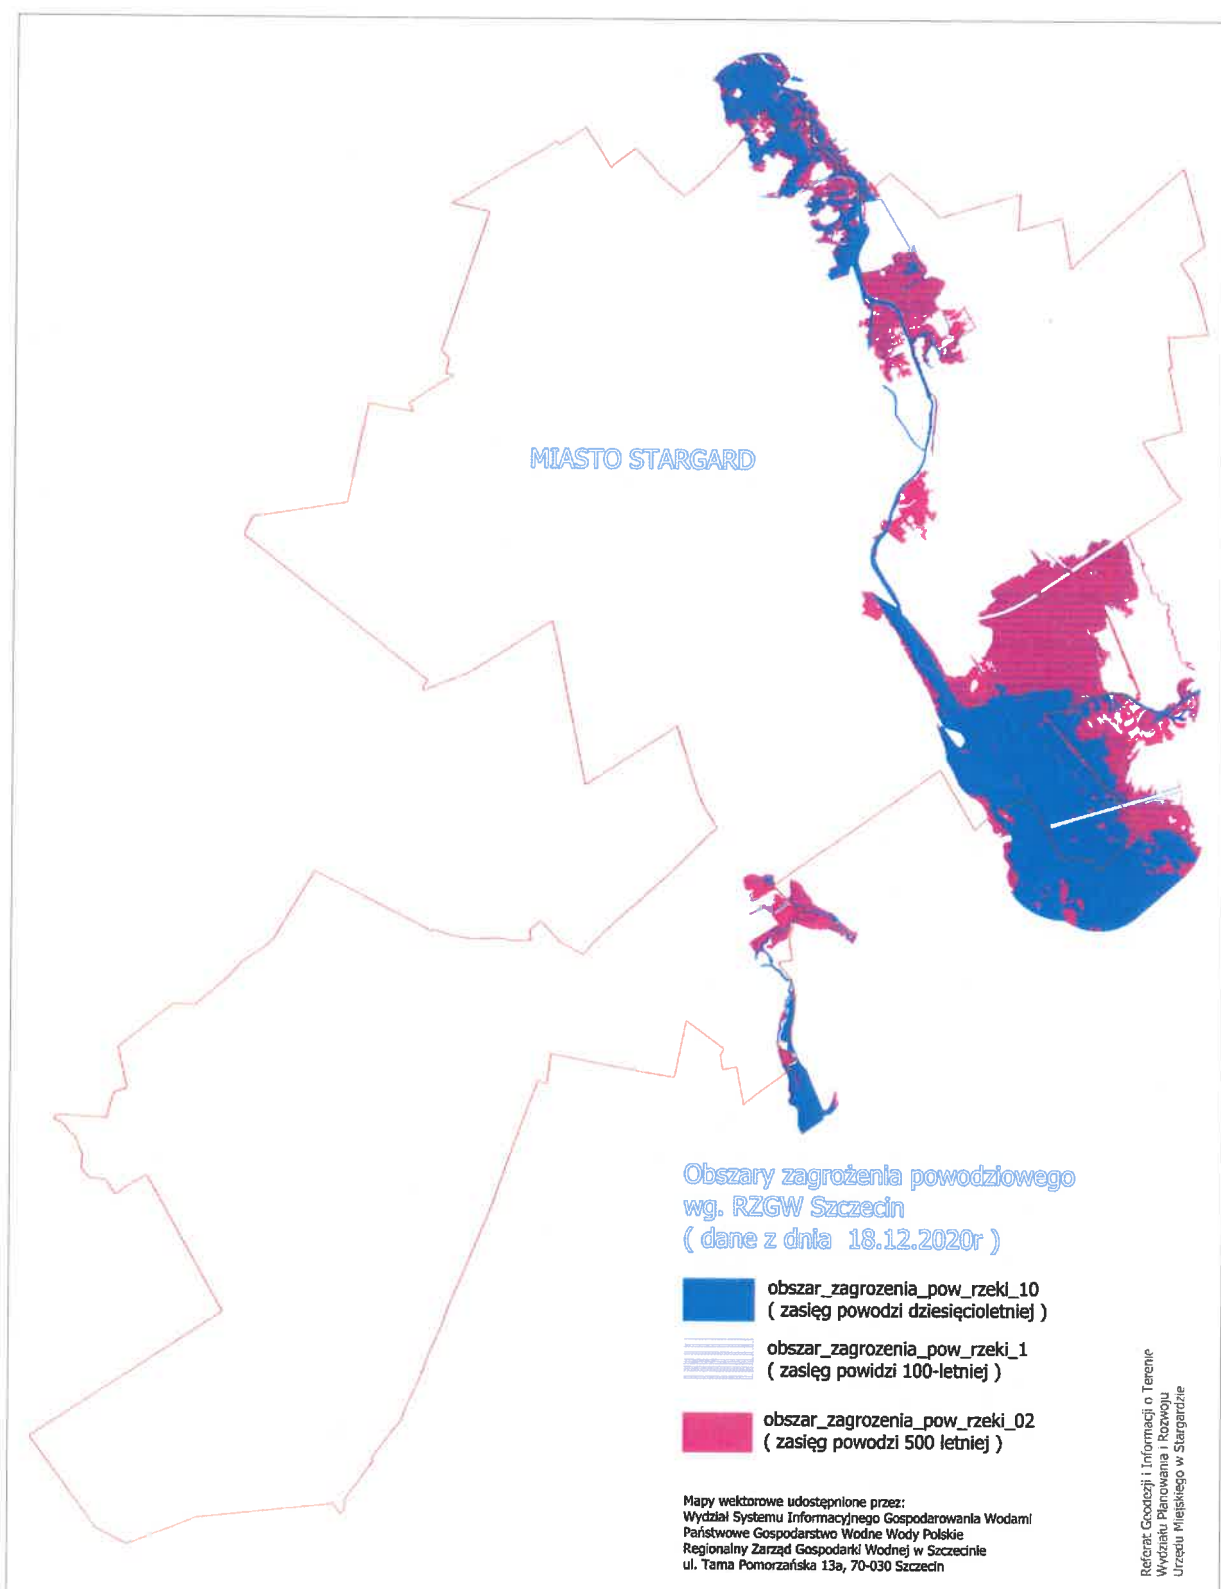 MIASTO STARGARD
Obszary zagrożenia powodziowego
wg. RZGW Szczecin
( dane z dnia 18.12.2020r )
obszar_zagrozenia_pow_rzeki_10
( zasięg powodzi dziesięcioletniej )
obszar_zagrozenia_pow_rzeki_1
( zasięg powidzi 100-letniej )
obszar_zagrozenia_pow_rzeki_02
( zasięg powodzi 500 letniej )
Mapy wektorowe udostępnione przez:
Wydział Systemu Informacyjnego Gospodarowania Wodami
Państwowe Gospodarstwo Wodne Wody Polskie
Regionalny Zarząd Gospodarki Wodnej w Szczecinie
ul. Tama Pomorzańska 13a, 70-030 Szczecin
Referat Geodezji i Informacji o Terenie
Wydziału Planowania i Rozwoju
Urzędu Miejskiego w Stargardzie